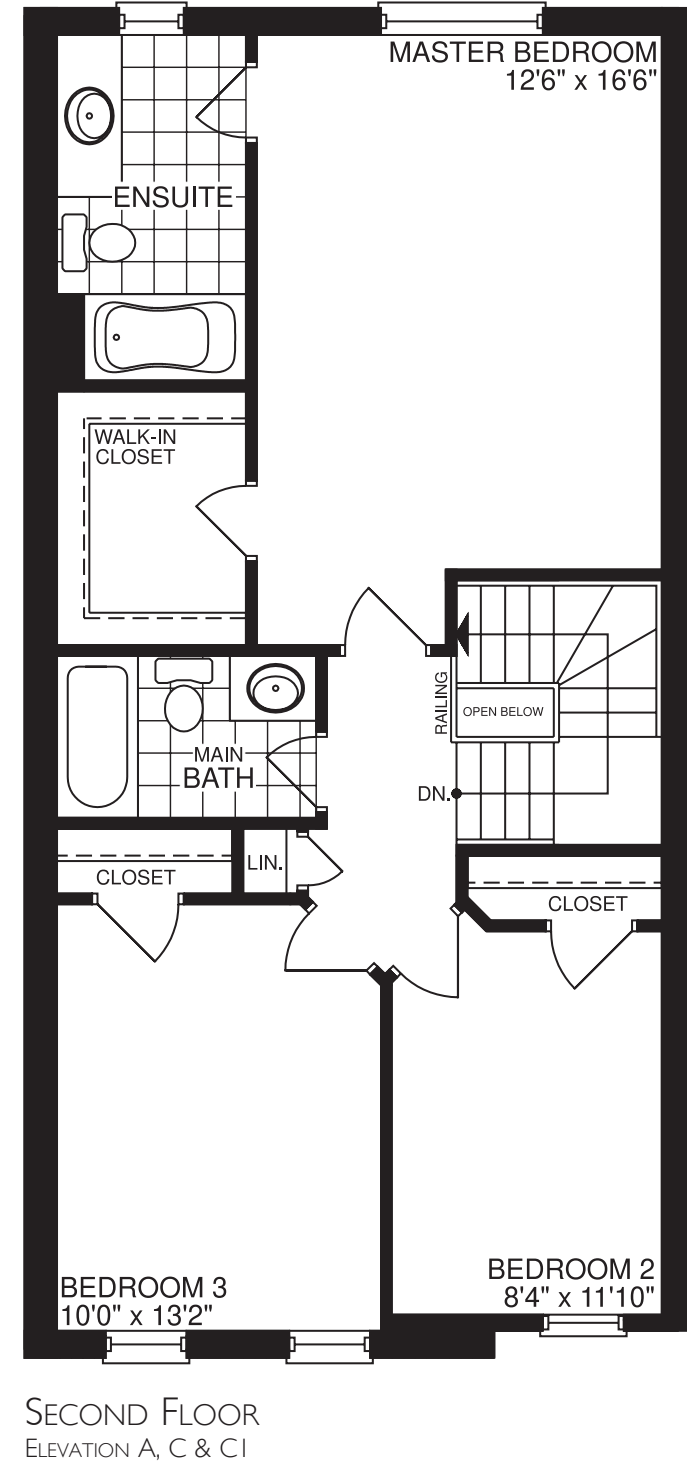 MASTER BEDROOM
12'6" x 16'6"
ENSUITE
WALK-IN
CLOSET
RAILING
OPEN BELOW
MAIN
BATH
DN.
LIN.
CLOSET
CLOSET
BEDROOM 3
10'0" x 13'2"
BEDROOM 2
8'4" x 11'10"
SECOND FLOOR
ELEVATION A, C & C1